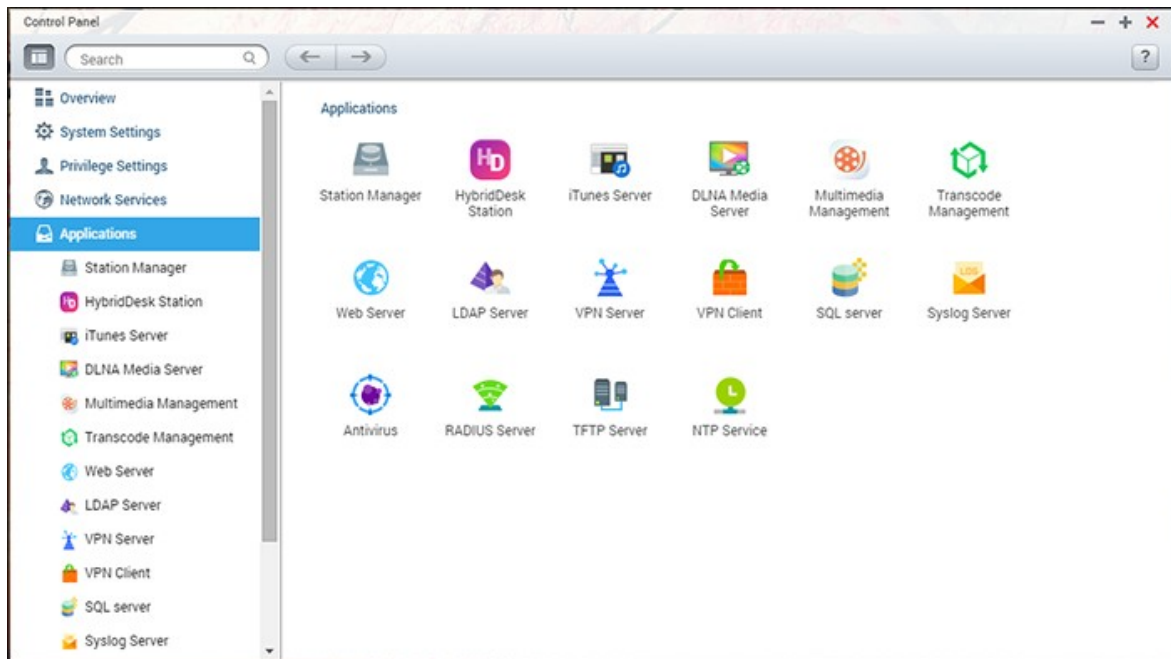 Control Panel
Search
?
Overview
System Settings
Privilege Settings
Network Services
Applications
Station Manager
HybridDesk Station
iTunes Server
DLNA Media Server
Multimedia Management
Transcode Management
Web Server
LDAP Server
VPN Server
VPN Client
SQL server
Syslog Server
Applications
HD
Station Manager
HybridDesk
Station
iTunes Server
DLNA Media
Server
Multimedia
Management
Transcode
Management
LOG
Web Server
LDAP Server
VPN Server
VPN Client
SQL server
Syslog Server
Antivirus
RADIUS Server
TFTP Server
NTP Service